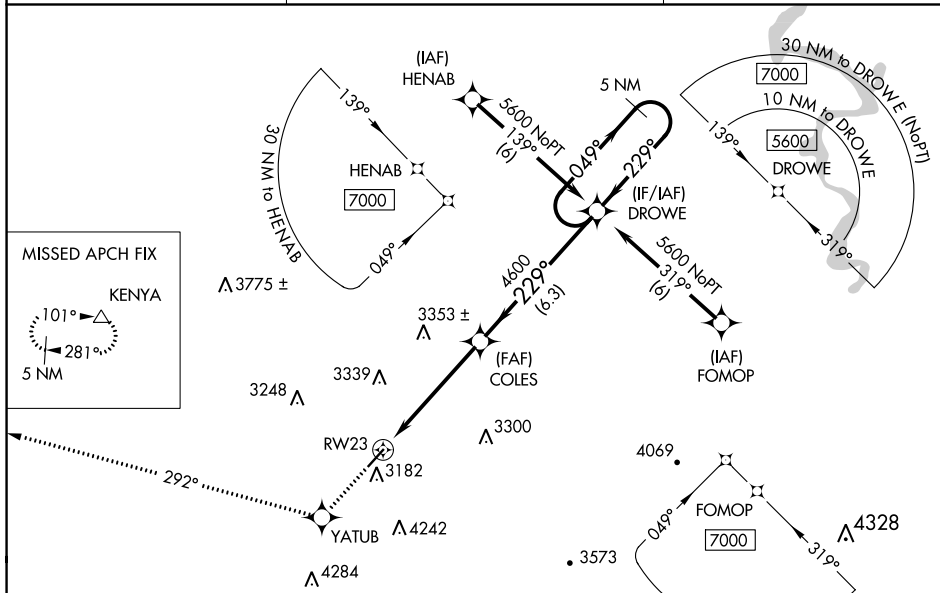 (IAF)
HENAB
5600 NoPT
139°
(6)
5 NM
049°
229°
(IF/IAF)
DROWE
30 NM to DROWE (NoPT)
7000
10 NM to DROWE
5600
139°
DROWE
319°
139°
HENAB
7000
049°
30 NM to HENAB
MISSED APCH FIX
KENYA
101°
281°
5 NM
3775 ±
4600
229°
(6.3)
5600 NoPT
319°
(6)
(IAF)
FOMOP
3353 ±
(FAF)
COLES
3339
3248
3300
RW23
3182
4069
292°
YATUB
4242
4284
3573
FOMOP
7000
049°
319°
4328